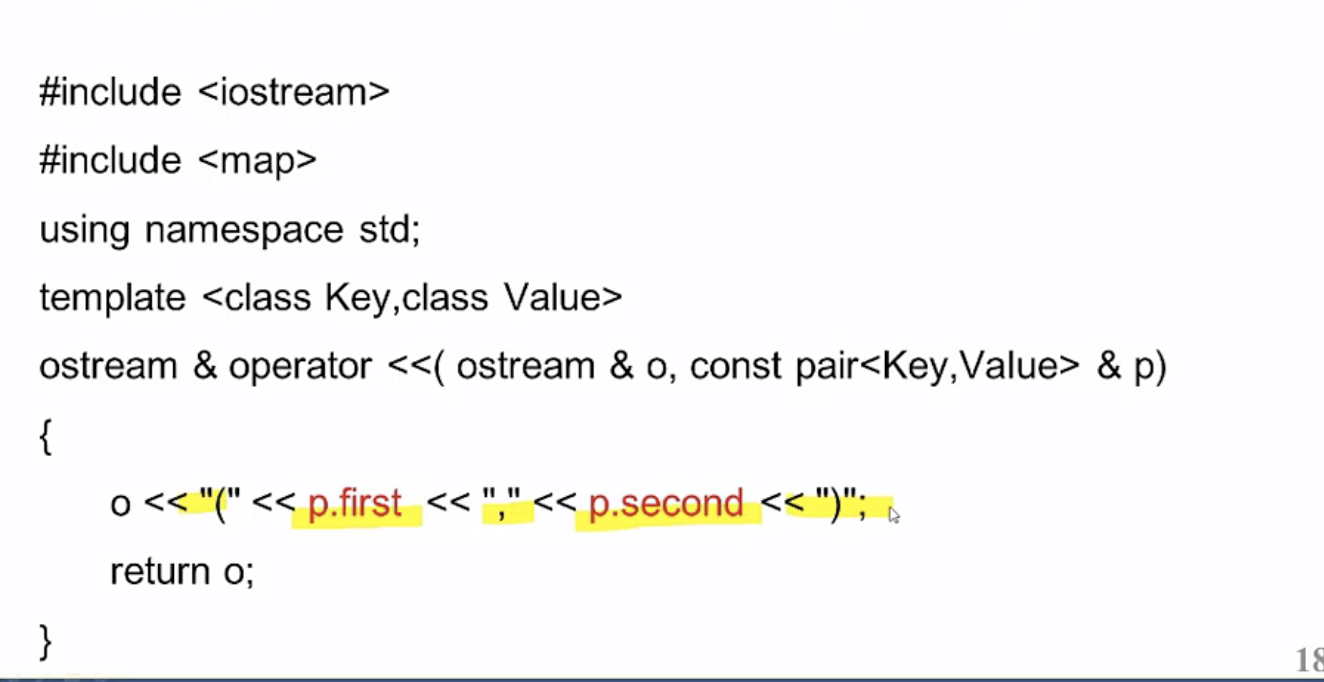 #include <iostream>
#include <map>
using namespace std;
template <class Key,class Value>
ostream & operator <<( ostream & o, const pair<Key,Value> & p)
{
o << "(" << p.first << "," << p.second << ")";
return o;
}
18